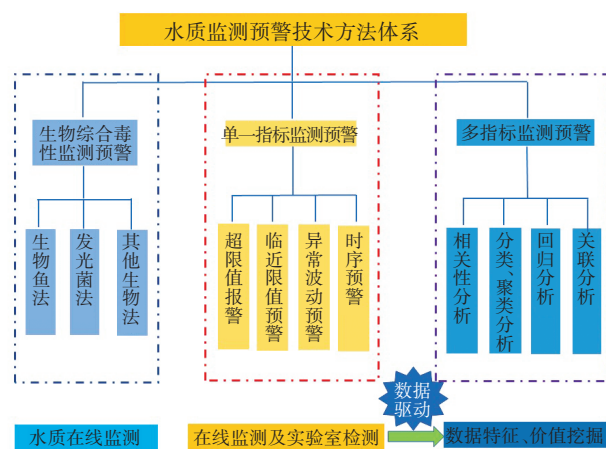 水质监测预警技术方法体系
生物综合毒
性监测预警
单一指标监测预警
多指标监测预警
生物鱼法
发光菌法
其他生物法
超限值报警
临近限值预警
异常波动预警
时序预警
相关性分析
分类、聚类分析
回归分析
关联分析
数据
驱动
水质在线监测
在线监测及实验室检测
数据特征、价值挖掘